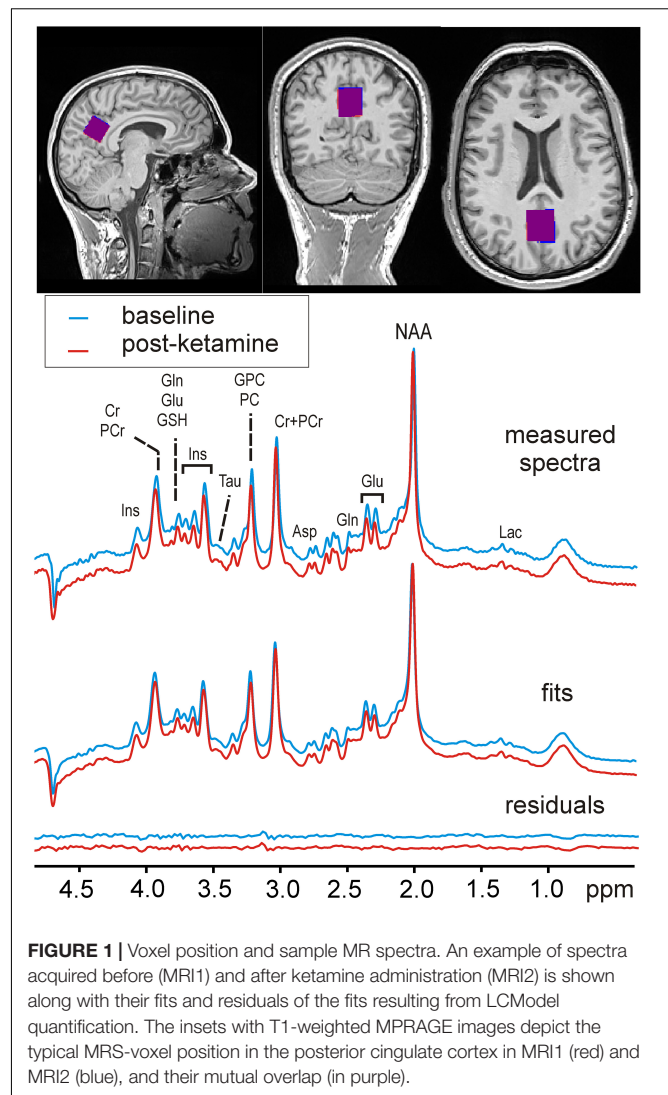 baseline
post-ketamine
NAA
Gln
Glu
GSH
GPC
PC
Cr
PCr
Cr+PCr
Ins
Tau
Ins
Asp
Gln
Glu
Lac
measured
spectra
fits
residuals
4.5 4.0 3.5 3.0 2.5 2.0 1.5 1.0 ppm
FIGURE 1 | Voxel position and sample MR spectra. An example of spectra
acquired before (MRI1) and after ketamine administration (MRI2) is shown
along with their fits and residuals of the fits resulting from LCModel
quantification. The insets with T1-weighted MPRAGE images depict the
typical MRS-voxel position in the posterior cingulate cortex in MRI1 (red) and
MRI2 (blue), and their mutual overlap (in purple).